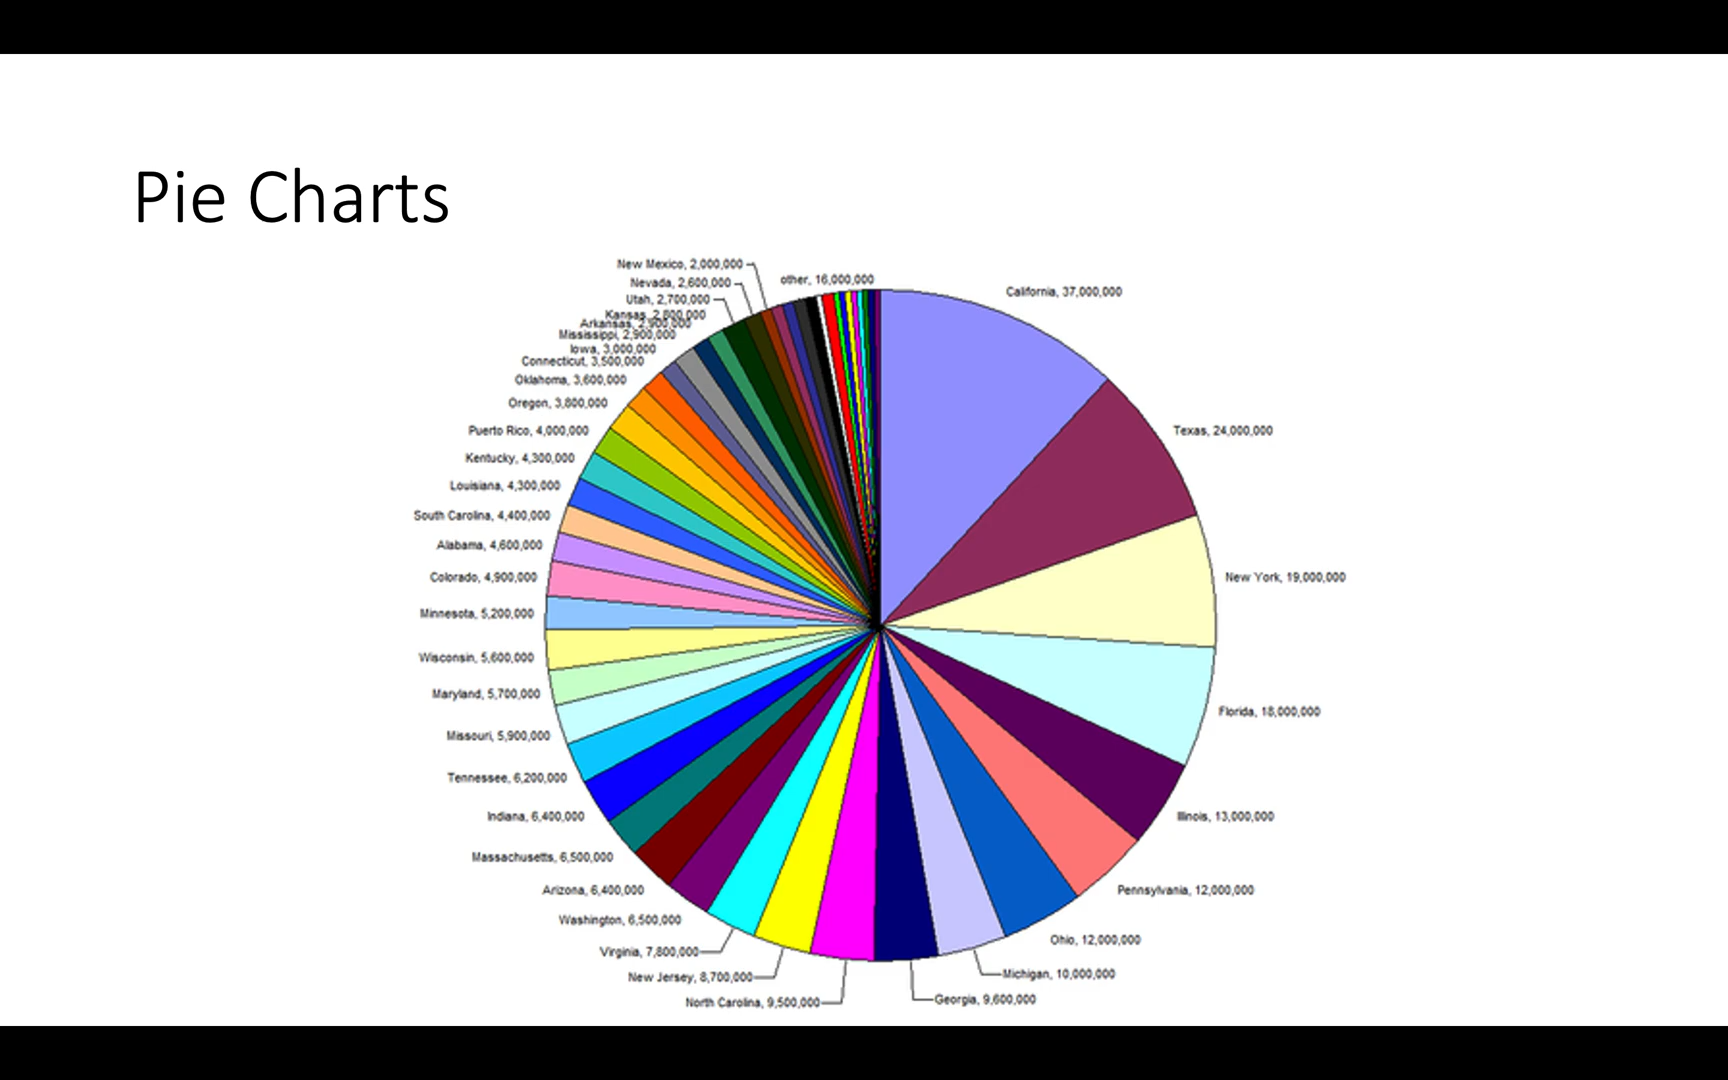 Pie Charts
New Mexico, 2,000,000
other, 16,000,000
Nevada, 2,600,000
California, 37,000,000
Utah, 2,700,000
Kansas, 2,800,000
Arkansas, 2,900,000
Mississippi, 2,900,000
Iowa, 3,000,000
Connecticut, 3,500,000
Oklahoma, 3,600,000
Oregon, 3,800,000
Puerto Rico, 4,000,000
Texas, 24,000,000
Kentucky, 4,300,000
Louisiana, 4,300,000
South Carolina, 4,400,000
Alabama, 4,600,000
Colorado, 4,900,000
New York, 19,000,000
Minnesota, 5,200,000
Wisconsin, 5,600,000
Maryland, 5,700,000
Florida, 18,000,000
Missouri, 5,900,000
Tennessee, 6,200,000
Indiana, 6,400,000
Illinois, 13,000,000
Massachusetts, 6,500,000
Arizona, 6,400,000
Pennsylvania, 12,000,000
Washington, 6,500,000
Ohio, 12,000,000
Virginia, 7,800,000
Michigan, 10,000,000
New Jersey, 8,700,000
North Carolina, 9,500,000
Georgia, 9,600,000